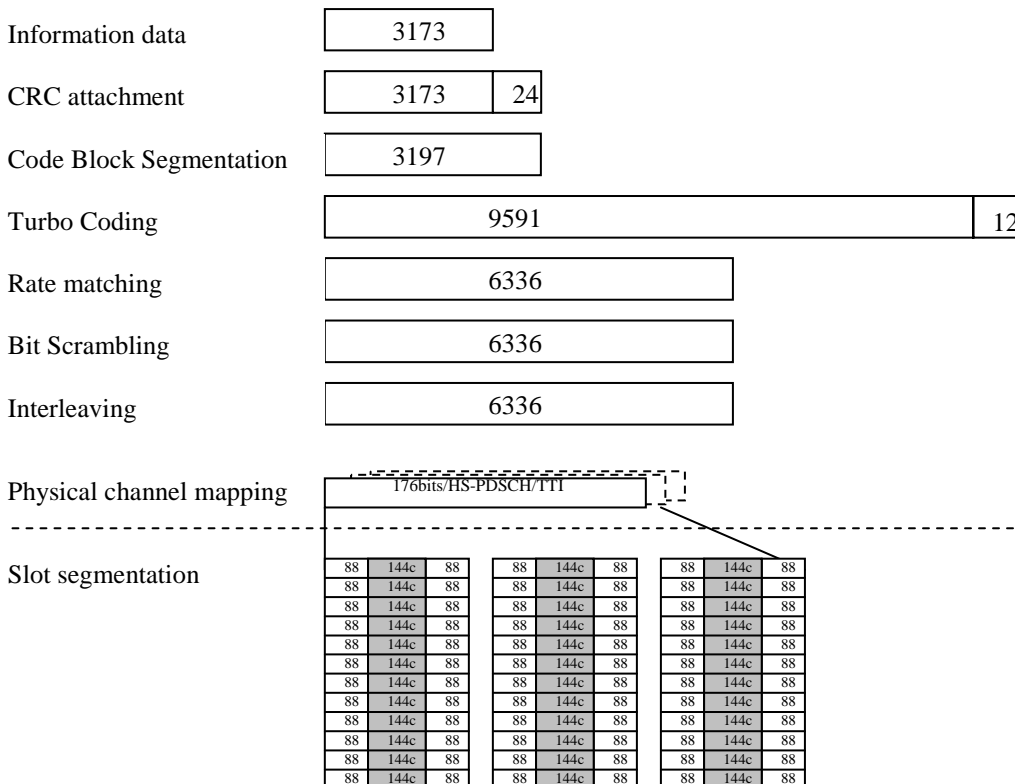 Information data 3173
CRC attachment 3173 24
Code Block Segmentation 3197
Turbo Coding 9591 12
Rate matching 6336
Bit Scrambling 6336
Interleaving 6336
Physical channel mapping 176bits/HS-PDSCH/TTI
Slot segmentation
88 144c 88 88 144c 88 88 144c 88
88 144c 88 88 144c 88 88 144c 88
88 144c 88 88 144c 88 88 144c 88
88 144c 88 88 144c 88 88 144c 88
88 144c 88 88 144c 88 88 144c 88
88 144c 88 88 144c 88 88 144c 88
88 144c 88 88 144c 88 88 144c 88
88 144c 88 88 144c 88 88 144c 88
88 144c 88 88 144c 88 88 144c 88
88 144c 88 88 144c 88 88 144c 88
88 144c 88 88 144c 88 88 144c 88
88 144c 88 88 144c 88 88 144c 88